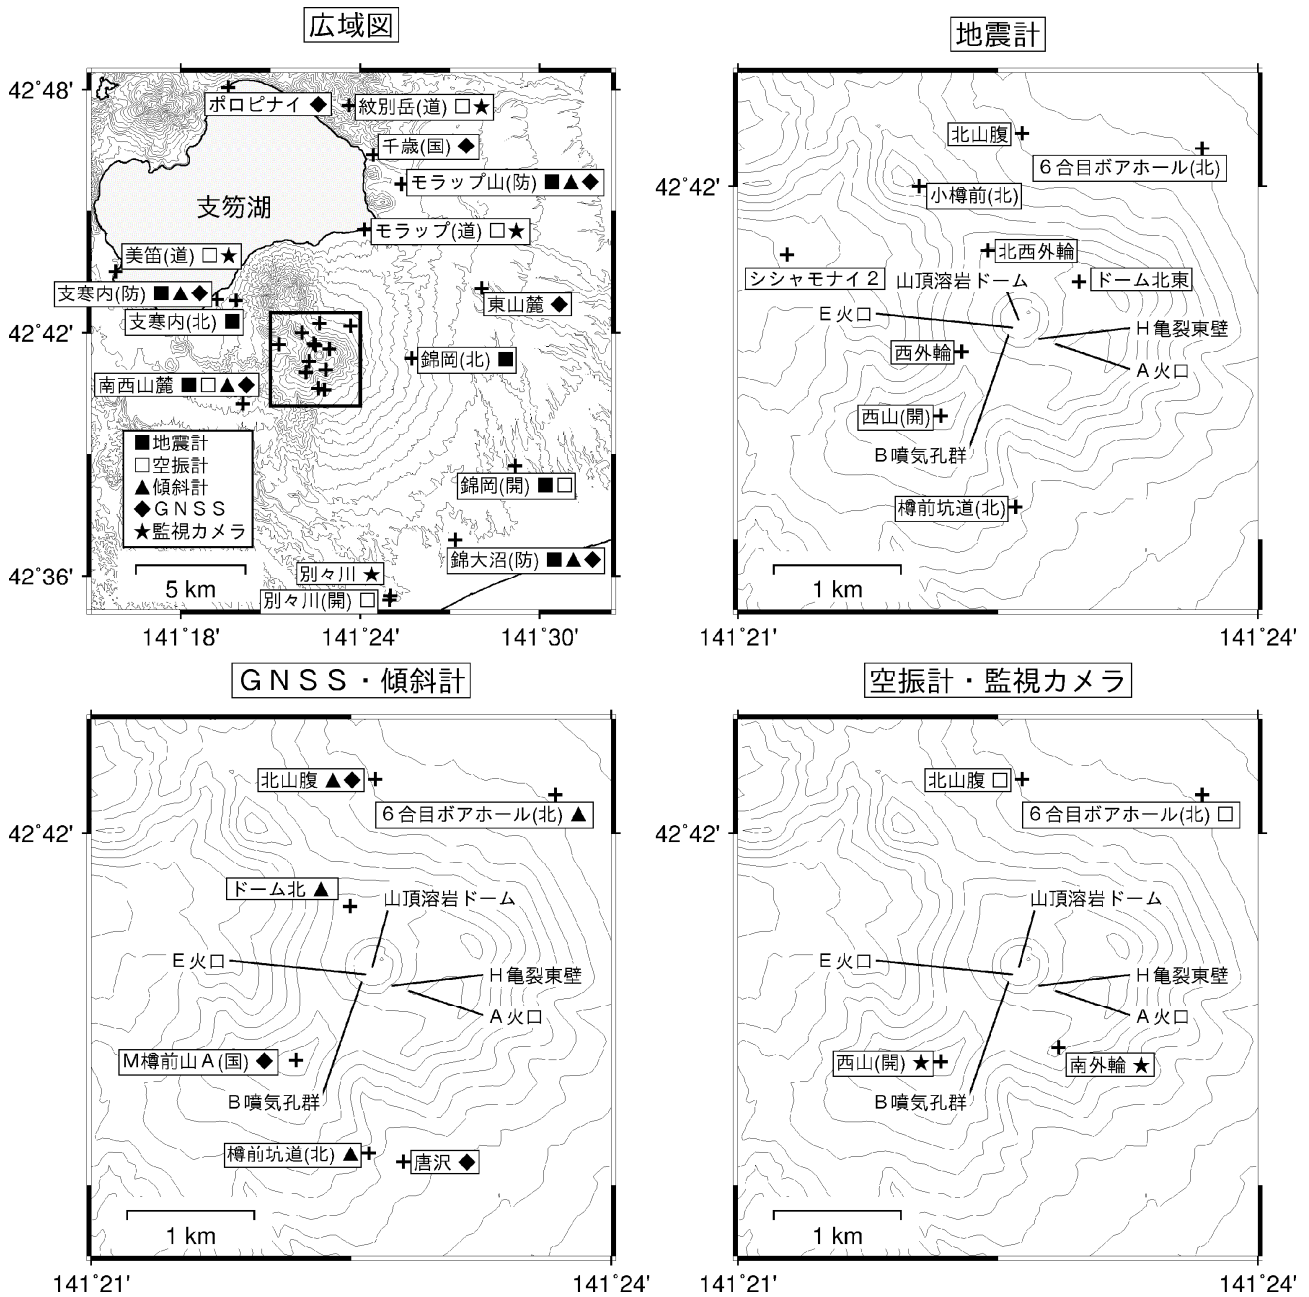 広域図
42°48'
42°42'
42°36'
141°18'
141°24'
141°30'
ポロピナイ ◆
紋別岳(道) □★
千歳(国) ◆
モラップ山(防) ■▲◆
支笏湖
モラップ(道) □★
美笛(道) □★
支寒内(防) ■▲◆
東山麓 ◆
支寒内(北) ■
錦岡(北) ■
南西山麓 ■□▲◆
■地震計
□空振計
▲傾斜計
◆GNSS
★監視カメラ
錦岡(開) ■□
錦大沼(防) ■▲◆
5 km
別々川 ★
別々川(開) □
地震計
42°42'
141°21'
141°24'
北山腹
6合目ボアホール(北)
小樽前(北)
北西外輪
シシャモナイ2
山頂溶岩ドーム
ドーム北東
E火口
H亀裂東壁
西外輪
A火口
西山(開)
B噴気孔群
樽前坑道(北)
1 km
GNSS・傾斜計
42°42'
141°21'
141°24'
北山腹 ▲◆
6合目ボアホール(北) ▲
ドーム北 ▲
山頂溶岩ドーム
E火口
H亀裂東壁
A火口
M樽前山A(国) ◆
B噴気孔群
樽前坑道(北) ▲
唐沢 ◆
1 km
空振計・監視カメラ
42°42'
141°21'
141°24'
北山腹 □
6合目ボアホール(北) □
山頂溶岩ドーム
E火口
H亀裂東壁
A火口
西山(開) ★
南外輪 ★
B噴気孔群
1 km